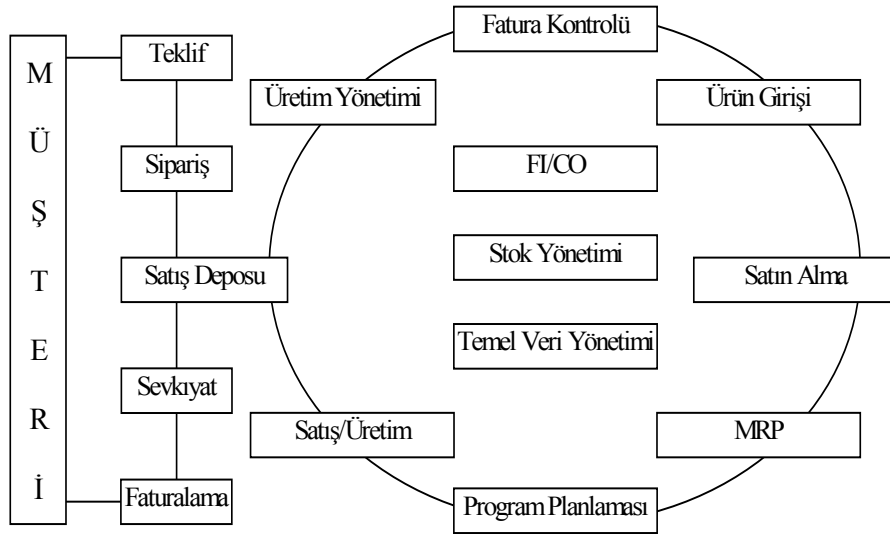 M
Ü
Ş
T
E
R
İ
Teklif
Sipariş
Satış Deposu
Sevkıyat
Faturalama
Fatura Kontrolü
Üretim Yönetimi
Ürün Girişi
FI/CO
Stok Yönetimi
Satın Alma
Temel Veri Yönetimi
Satış/Üretim
MRP
Program Planlaması